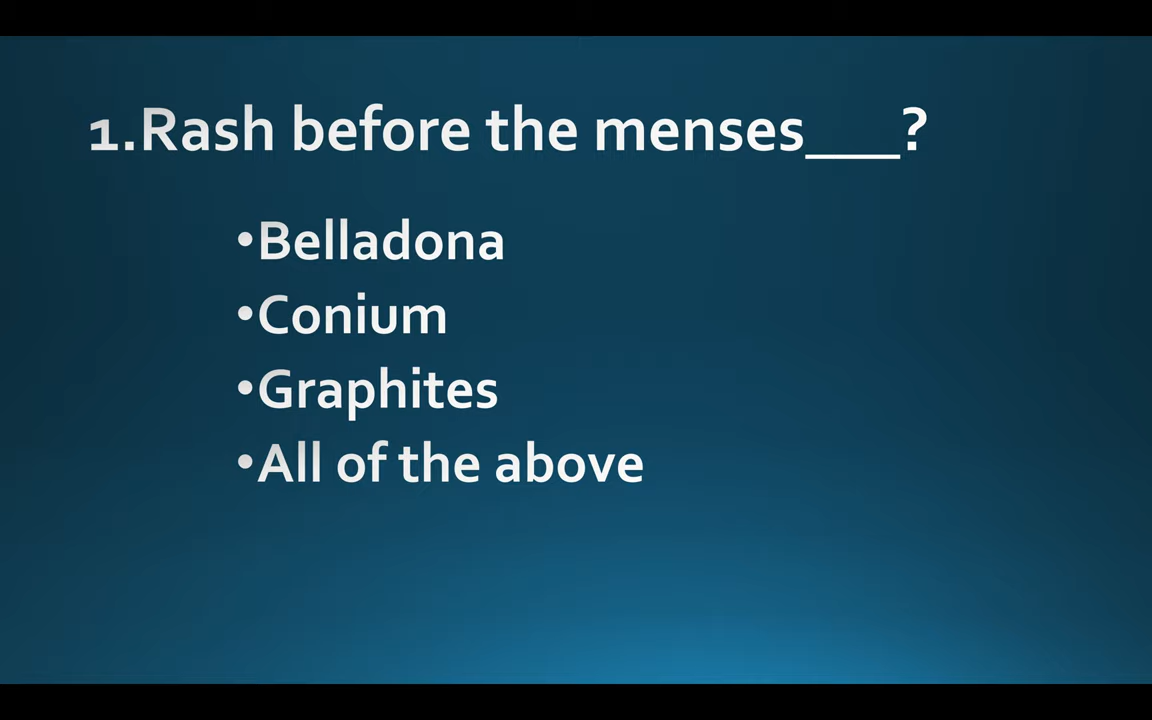 1.Rash before the menses___?
•Belladona
•Conium
•Graphites
•All of the above